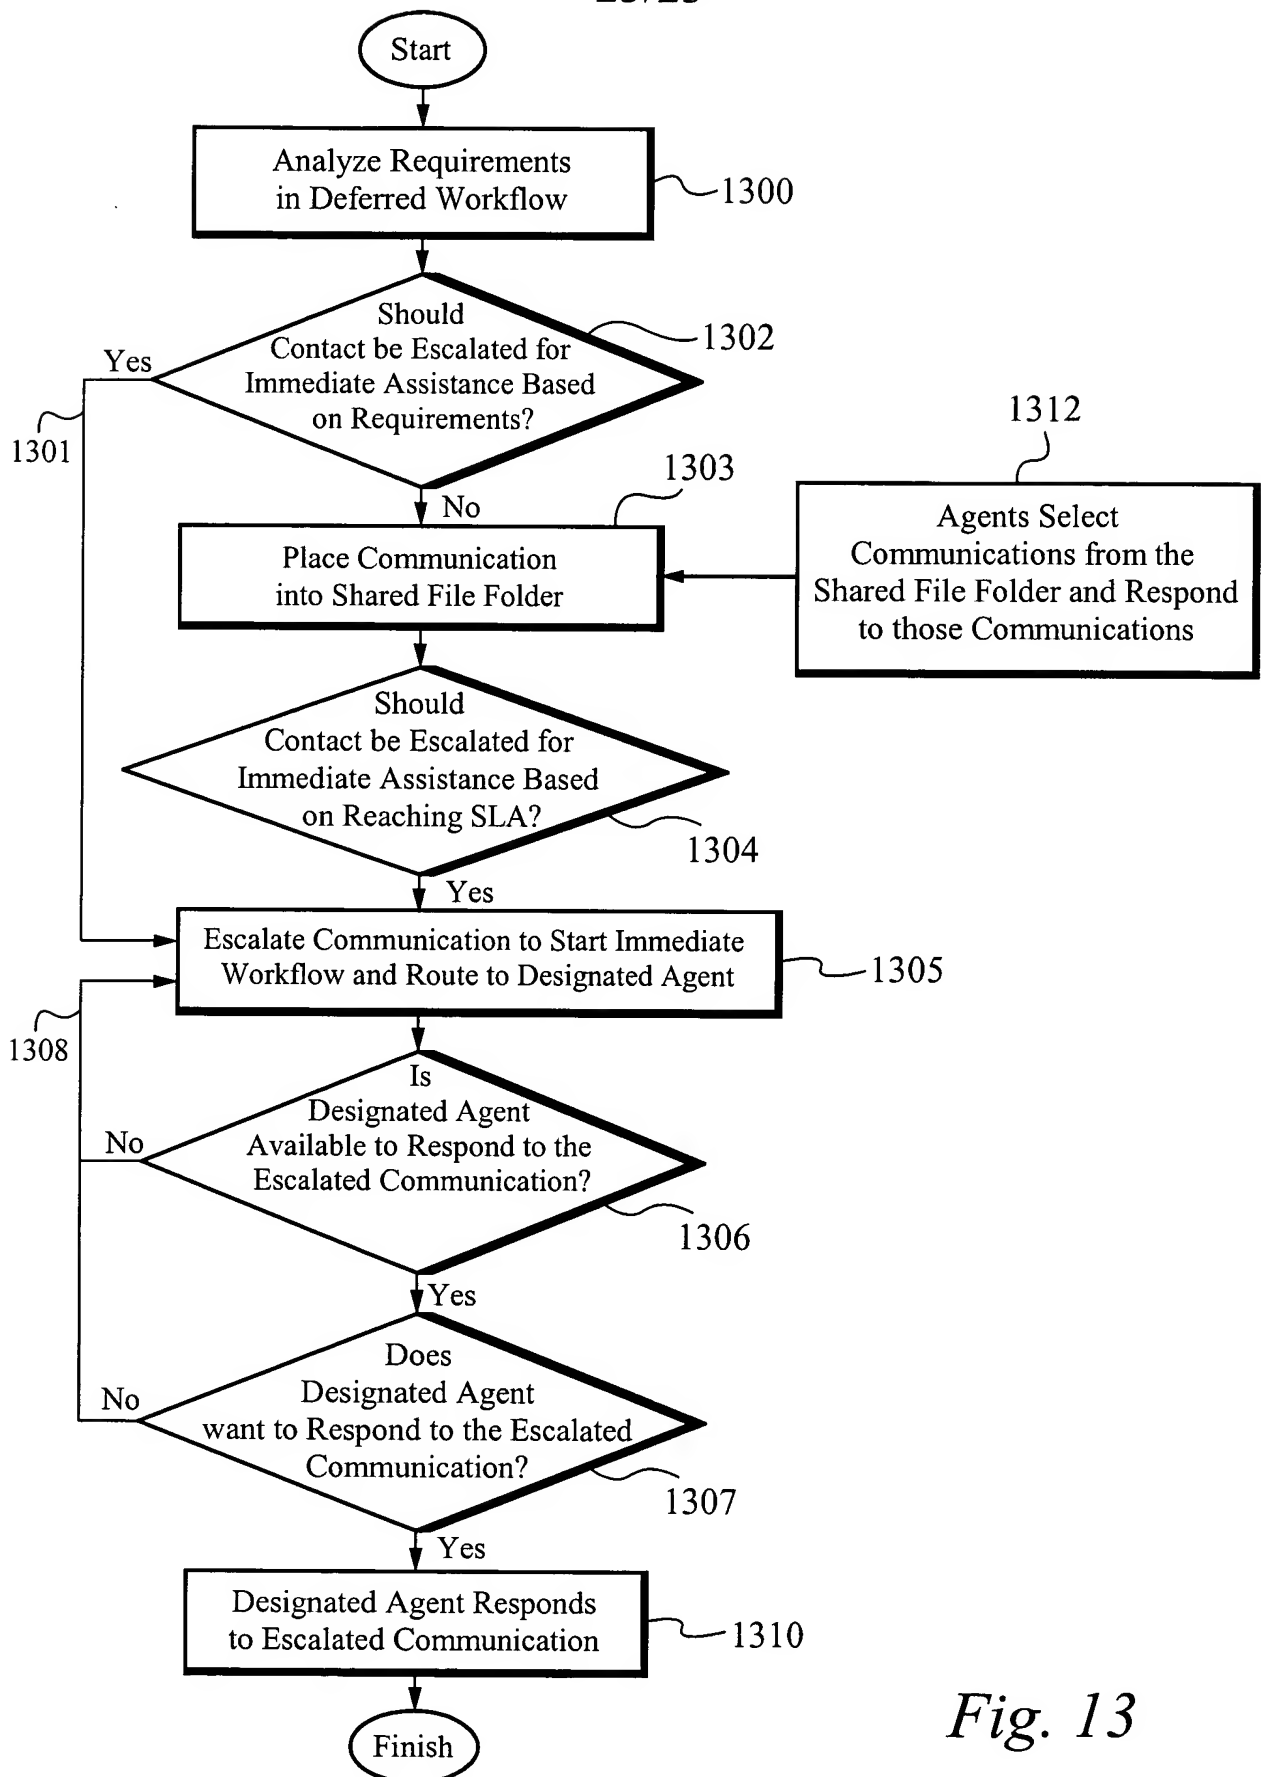 Start
Analyze Requirements
in Deferred Workflow
1300
Should
Contact be Escalated for
Immediate Assistance Based
on Requirements?
1302
Yes
1301
No
1303
Place Communication
into Shared File Folder
1312
Agents Select
Communications from the
Shared File Folder and Respond
to those Communications
Should
Contact be Escalated for
Immediate Assistance Based
on Reaching SLA?
1304
Yes
Escalate Communication to Start Immediate
Workflow and Route to Designated Agent
1305
1308
Is
Designated Agent
Available to Respond to the
Escalated Communication?
No
1306
Yes
Does
Designated Agent
want to Respond to the Escalated
Communication?
No
1307
Yes
Designated Agent Responds
to Escalated Communication
1310
Finish
Fig. 13